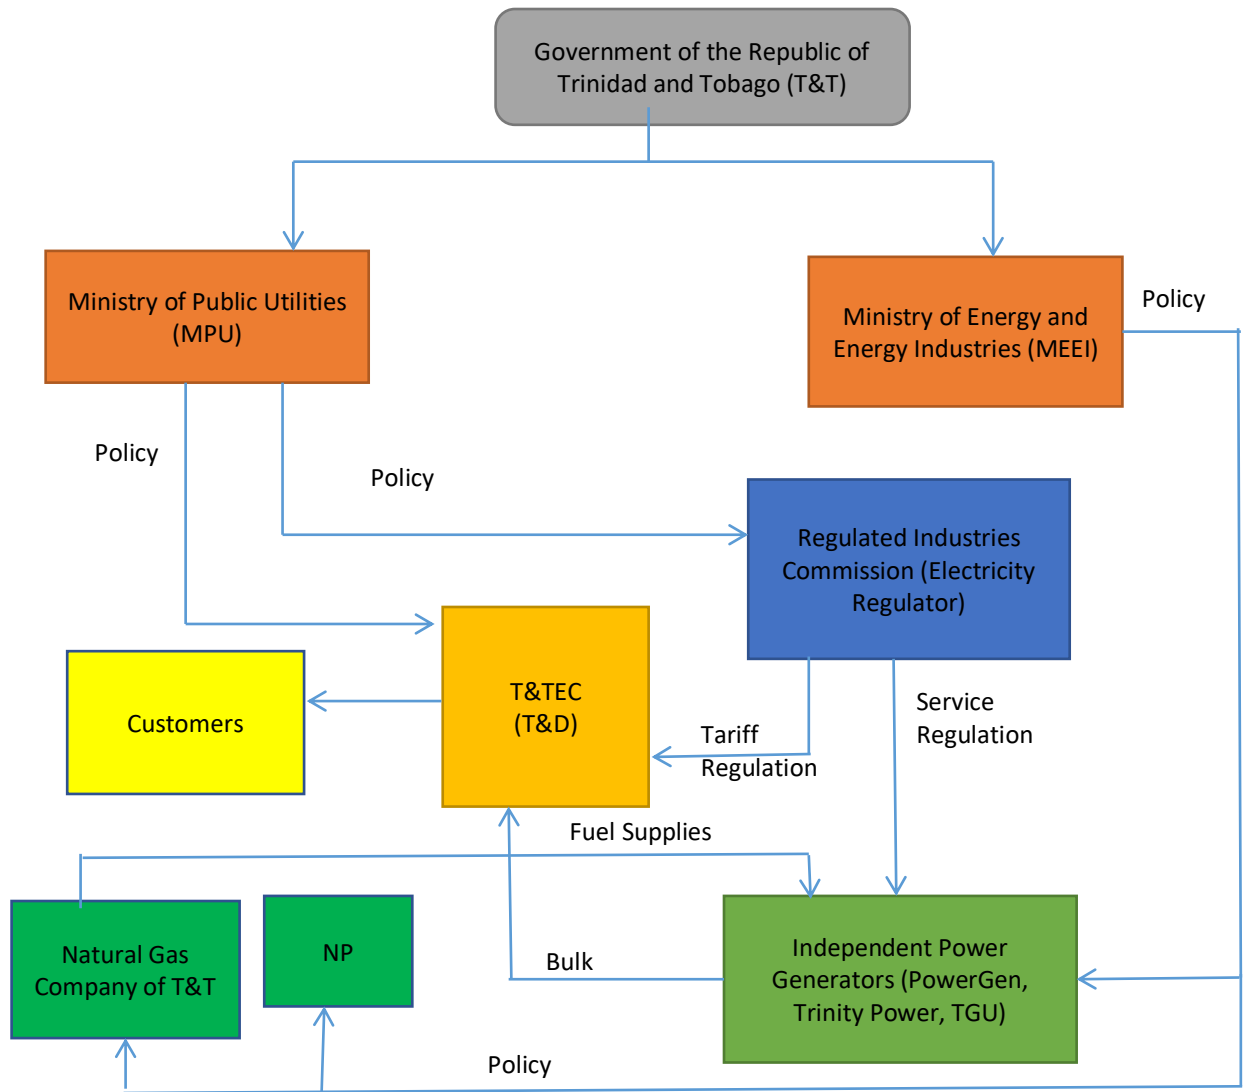 Government of the Republic of
Trinidad and Tobago (T&T)
Ministry of Public Utilities
(MPU)
Ministry of Energy and
Energy Industries (MEEI)
Policy
Policy
Policy
Regulated Industries
Commission (Electricity
Regulator)
Customers
T&TEC
(T&D)
Tariff
Regulation
Service
Regulation
Fuel Supplies
Natural Gas
Company of T&T
NP
Bulk
Independent Power
Generators (PowerGen,
Trinity Power, TGU)
Policy